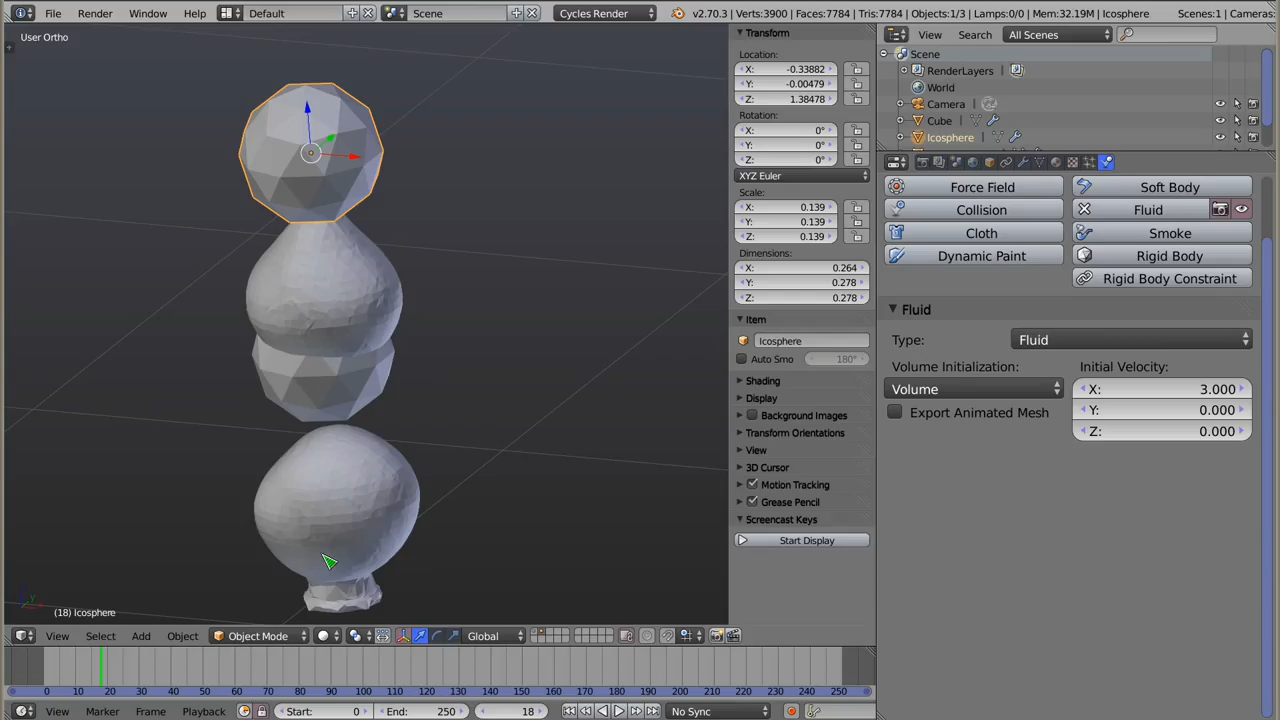 File Render Window Help Default Scene Cycles Render v2.70.3 | Verts:3900 | Faces:7784 | Tris:7784 | Objects:1/3 | Lamps:0/0 | Mem:32.19M | Icosphere Scenes:1 | Cameras:
User Ortho
(18) Icosphere
View Select Add Object Object Mode Global
Transform
Location:
X: -0.33882
Y: -0.00479
Z: 1.38478
Rotation:
X: 0°
Y: 0°
Z: 0°
XYZ Euler
Scale:
X: 0.139
Y: 0.139
Z: 0.139
Dimensions:
X: 0.264
Y: 0.278
Z: 0.278
Item
Icosphere
Auto Smo 180°
Shading
Display
Background Images
Transform Orientations
View
3D Cursor
Motion Tracking
Grease Pencil
Screencast Keys
Start Display
View Search All Scenes
Scene
RenderLayers
World
Camera
Cube
Icosphere
Force Field Soft Body
Collision Fluid
Cloth Smoke
Dynamic Paint Rigid Body
Rigid Body Constraint
Fluid
Type: Fluid
Volume Initialization: Initial Velocity:
Volume X: 3.000
Export Animated Mesh Y: 0.000
Z: 0.000
0 10 20 30 40 50 60 70 80 90 100 110 120 130 140 150 160 170 180 190 200 210 220 230 240 250
View Marker Frame Playback Start: 0 End: 250 18 No Sync